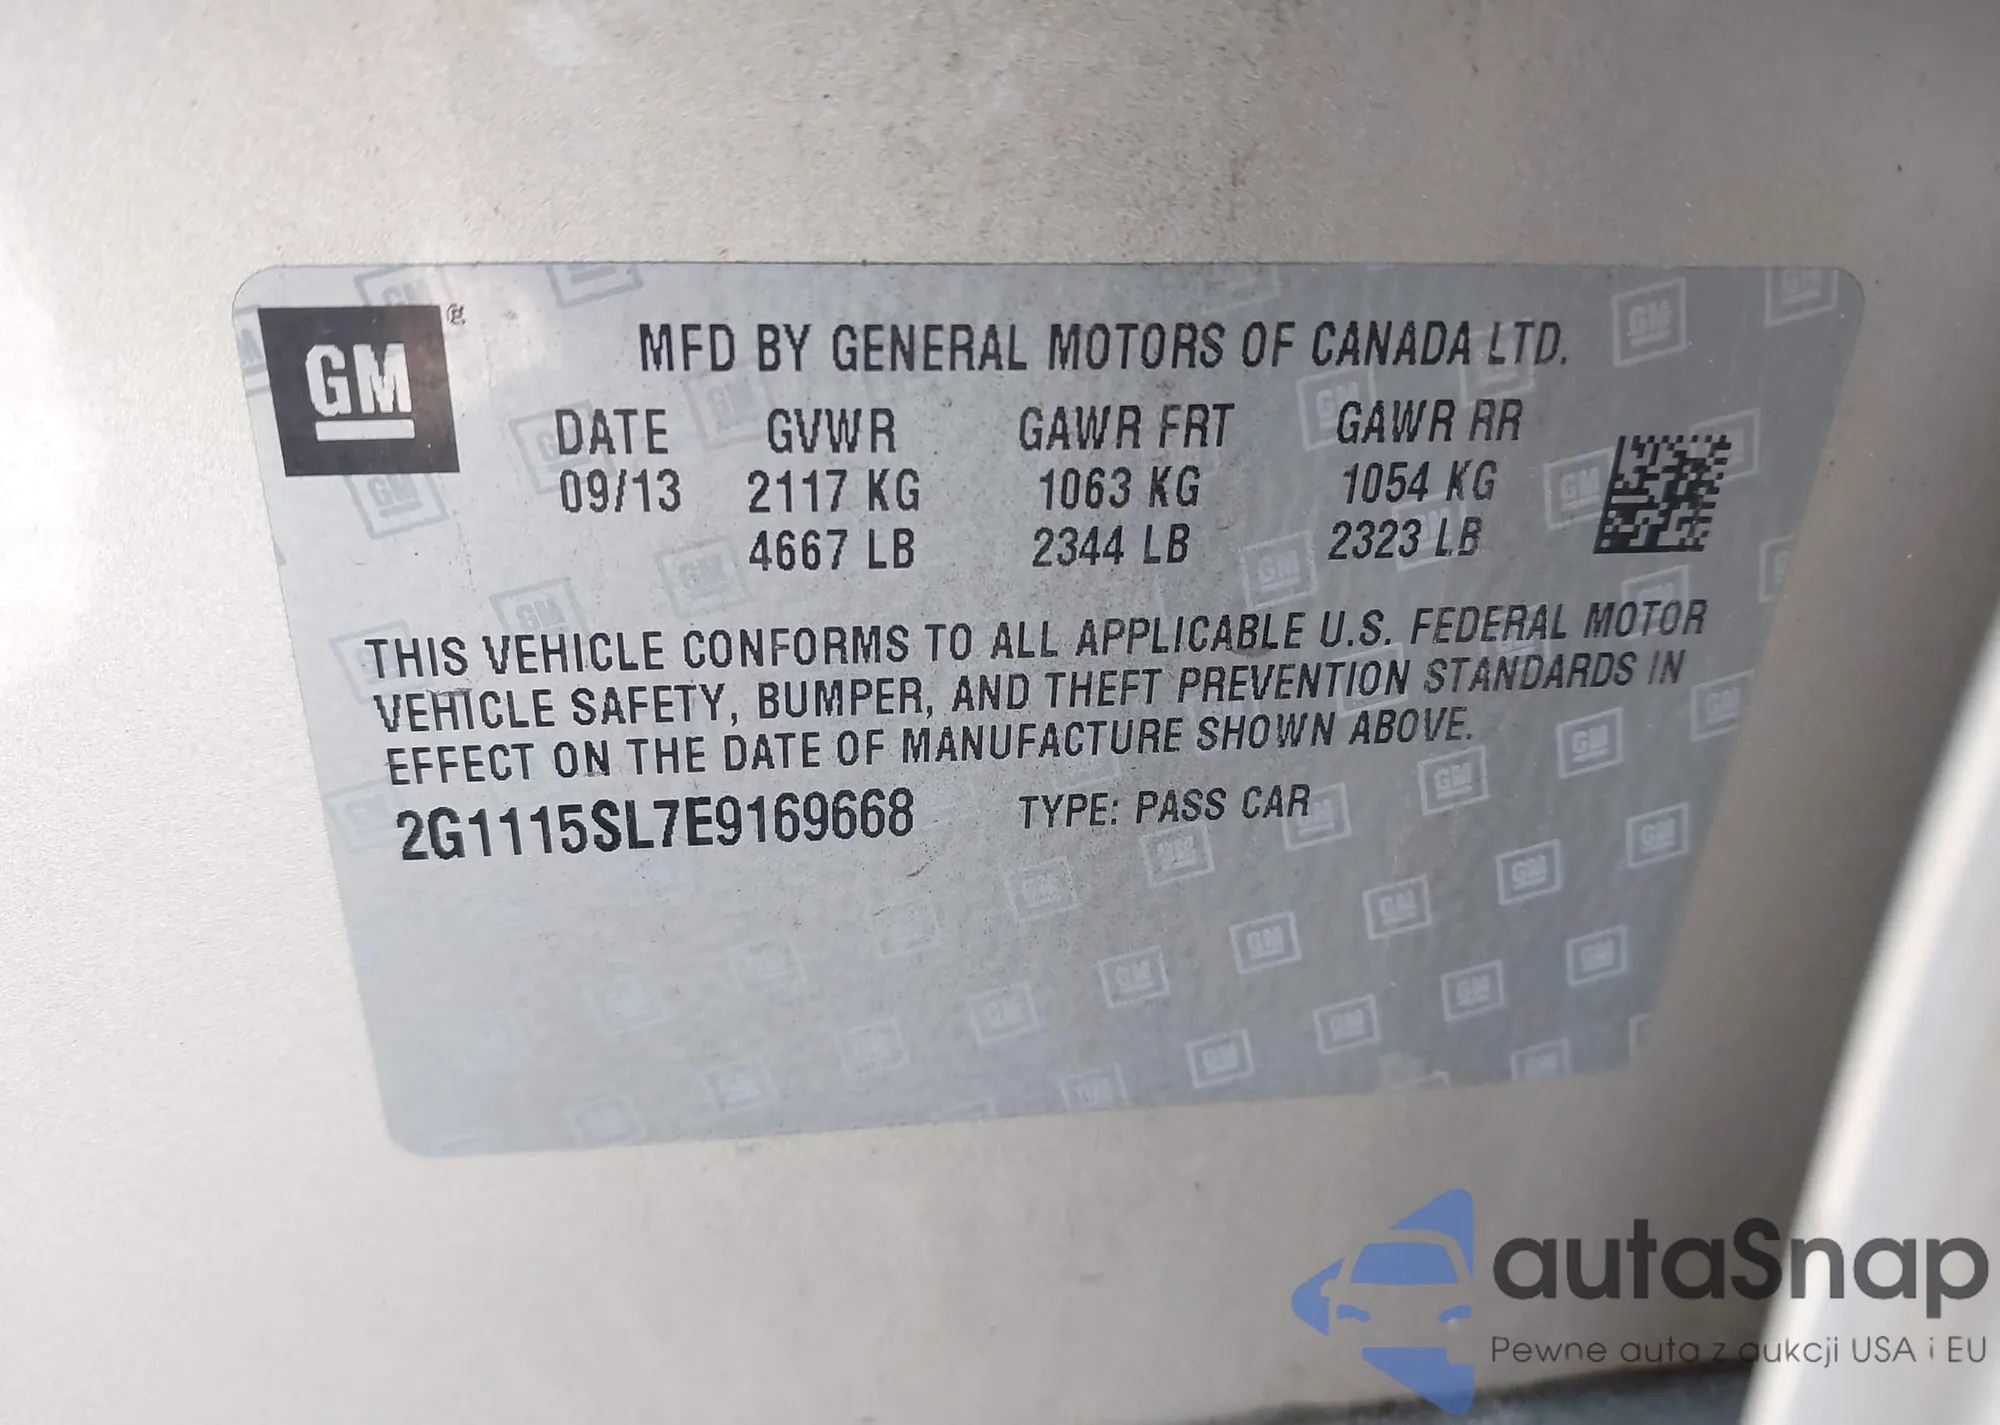 GM ®
MFD BY GENERAL MOTORS OF CANADA LTD.
DATE GVWR GAWR FRT GAWR RR
09/13 2117 KG 1063 KG 1054 KG
4667 LB 2344 LB 2323 LB
THIS VEHICLE CONFORMS TO ALL APPLICABLE U.S. FEDERAL MOTOR
VEHICLE SAFETY, BUMPER, AND THEFT PREVENTION STANDARDS IN
EFFECT ON THE DATE OF MANUFACTURE SHOWN ABOVE.
2G1115SL7E9169668 TYPE: PASS CAR
autaSnap
Pewne auta z aukcji USA i EU